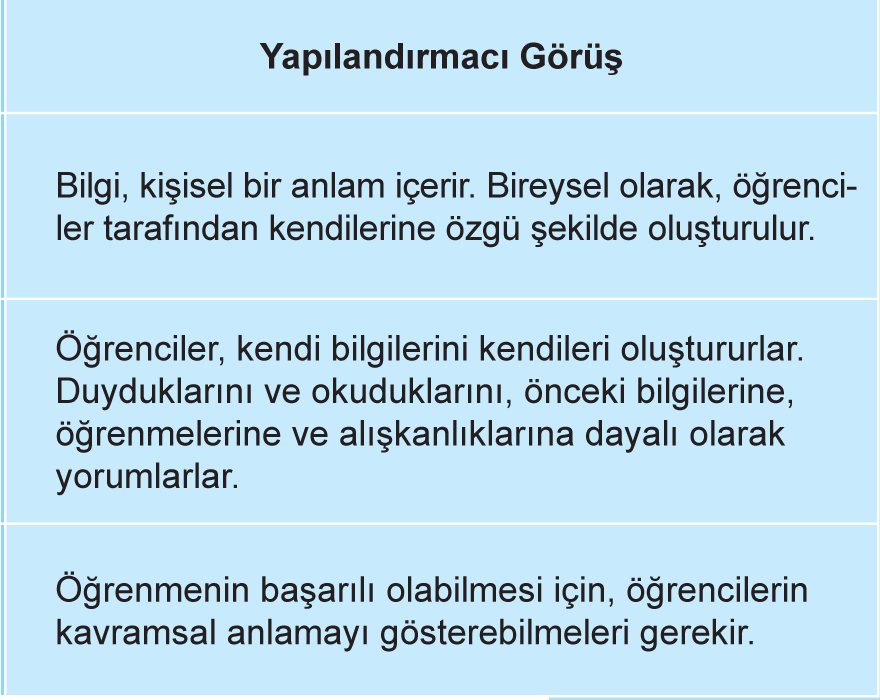 Yapılandırmacı Görüş
Bilgi, kişisel bir anlam içerir. Bireysel olarak, öğrenci-
ler tarafından kendilerine özgü şekilde oluşturulur.
Öğrenciler, kendi bilgilerini kendileri oluştururlar.
Duyduklarını ve okuduklarını, önceki bilgilerine,
öğrenmelerine ve alışkanlıklarına dayalı olarak
yorumlarlar.
Öğrenmenin başarılı olabilmesi için, öğrencilerin
kavramsal anlamayı gösterebilmeleri gerekir.